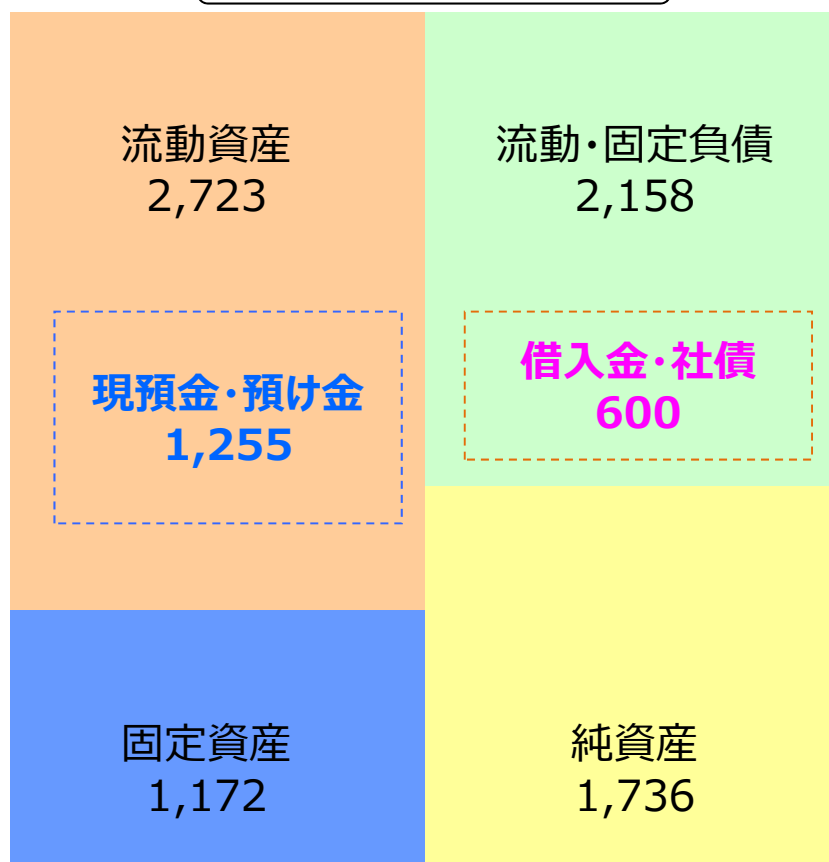 流動資産
2,723
現預金・預け金
1,255
固定資産
1,172
流動・固定負債
2,158
借入金・社債
600
純資産
1,736